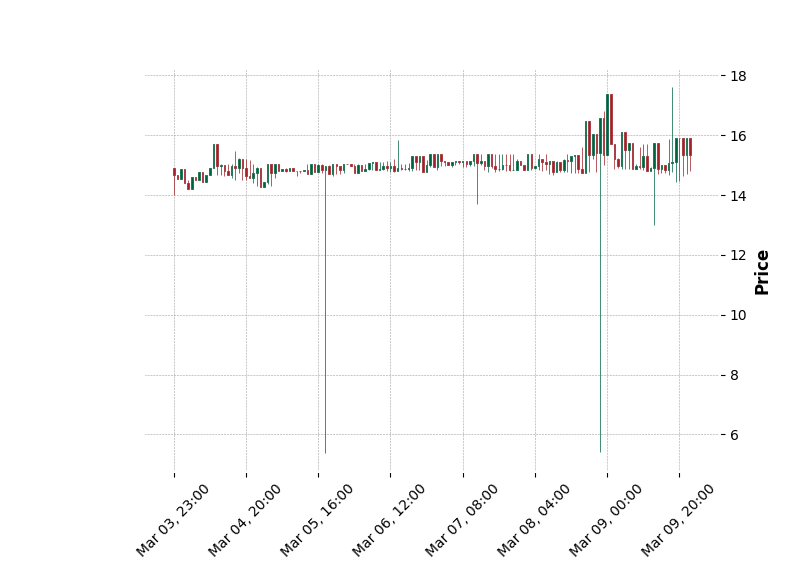 18
16
14
12
10
8
6
Price
Mar 03, 23:00
Mar 04, 20:00
Mar 05, 16:00
Mar 06, 12:00
Mar 07, 08:00
Mar 08, 04:00
Mar 09, 00:00
Mar 09, 20:00